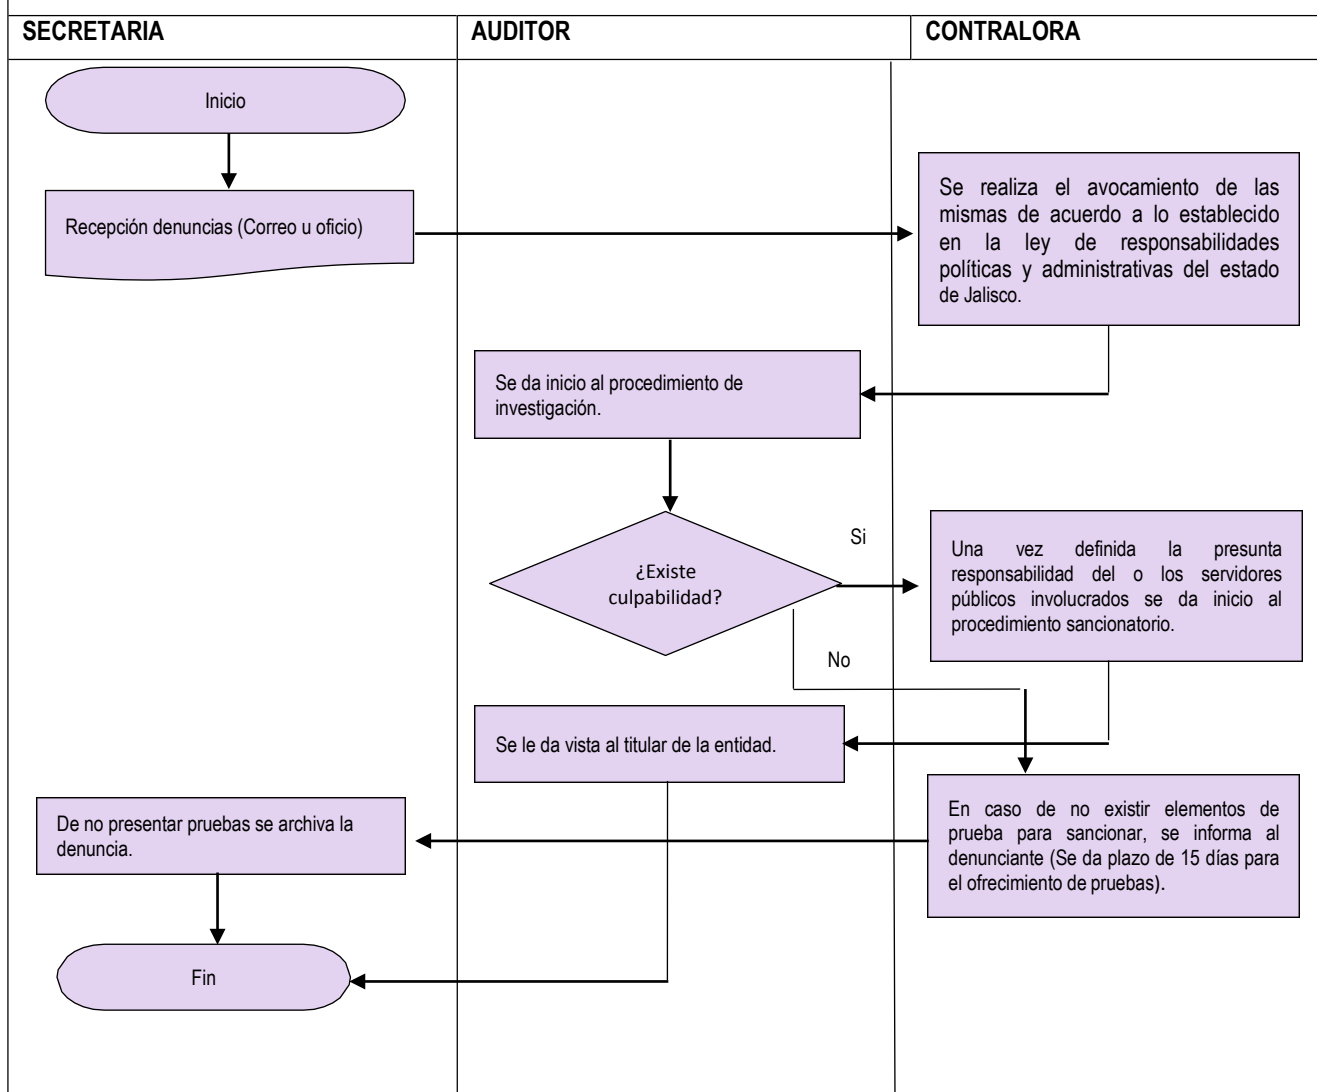 SECRETARIA
AUDITOR
CONTRALORA
Inicio
Recepción denuncias (Correo u oficio)
Se realiza el avocamiento de las
mismas de acuerdo a lo establecido
en la ley de responsabilidades
políticas y administrativas del estado
de Jalisco.
Se da inicio al procedimiento de
investigación.
¿Existe
culpabilidad?
Si
Una vez definida la presunta
responsabilidad del o los servidores
públicos involucrados se da inicio al
procedimiento sancionatorio.
No
Se le da vista al titular de la entidad.
En caso de no existir elementos de
prueba para sancionar, se informa al
denunciante (Se da plazo de 15 días para
el ofrecimiento de pruebas).
De no presentar pruebas se archiva la
denuncia.
Fin